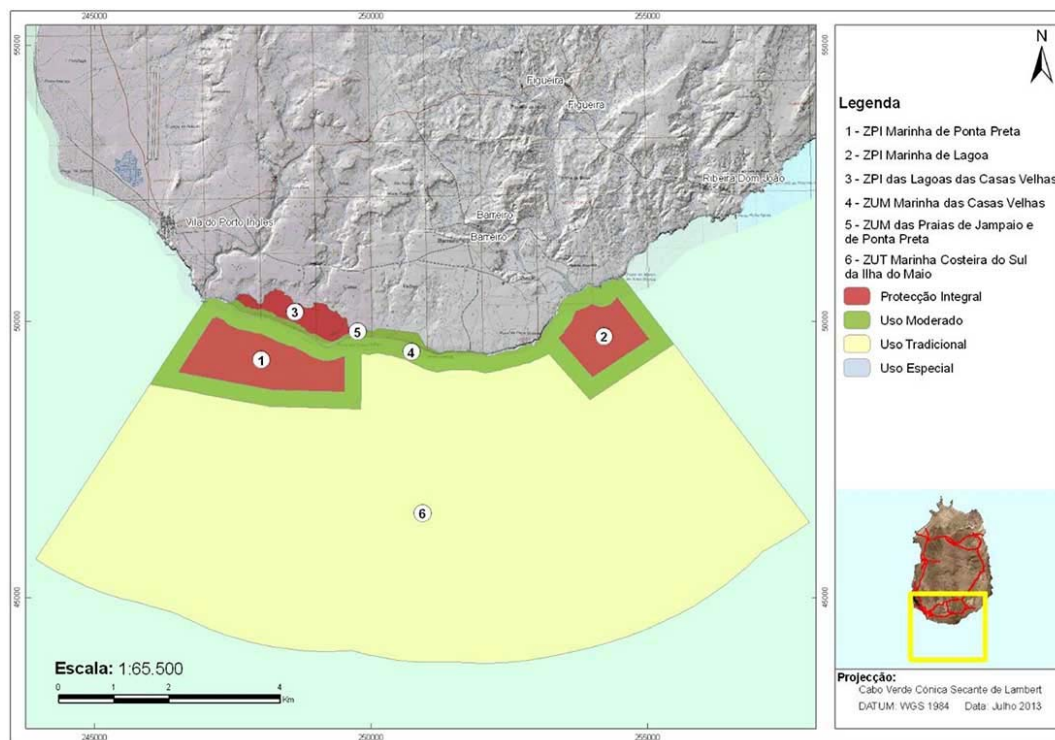 245000 250000 255000
55000
55000
N
Figueira
Figueira
Legenda
1 - ZPI Marinha de Ponta Preta
2 - ZPI Marinha de Lagoa
3 - ZPI das Lagoas das Casas Velhas
4 - ZUM Marinha das Casas Velhas
5 - ZUM das Praias de Jampaio e
de Ponta Preta
6 - ZUT Marinha Costeira do Sul
da Ilha do Maio
Protecção Integral
Uso Moderado
Uso Tradicional
Uso Especial
Ribeira Dom João
Vila do Porto Ingles
Barreiro
Barreiro
50000
50000
3
5
4
1
2
6
45000
45000
Escala: 1:65.500
0 1 2 4
Km
245000 250000 255000
Projecção:
Cabo Verde Cónica Secante de Lambert
DATUM: WGS 1984 Data: Julho 2013